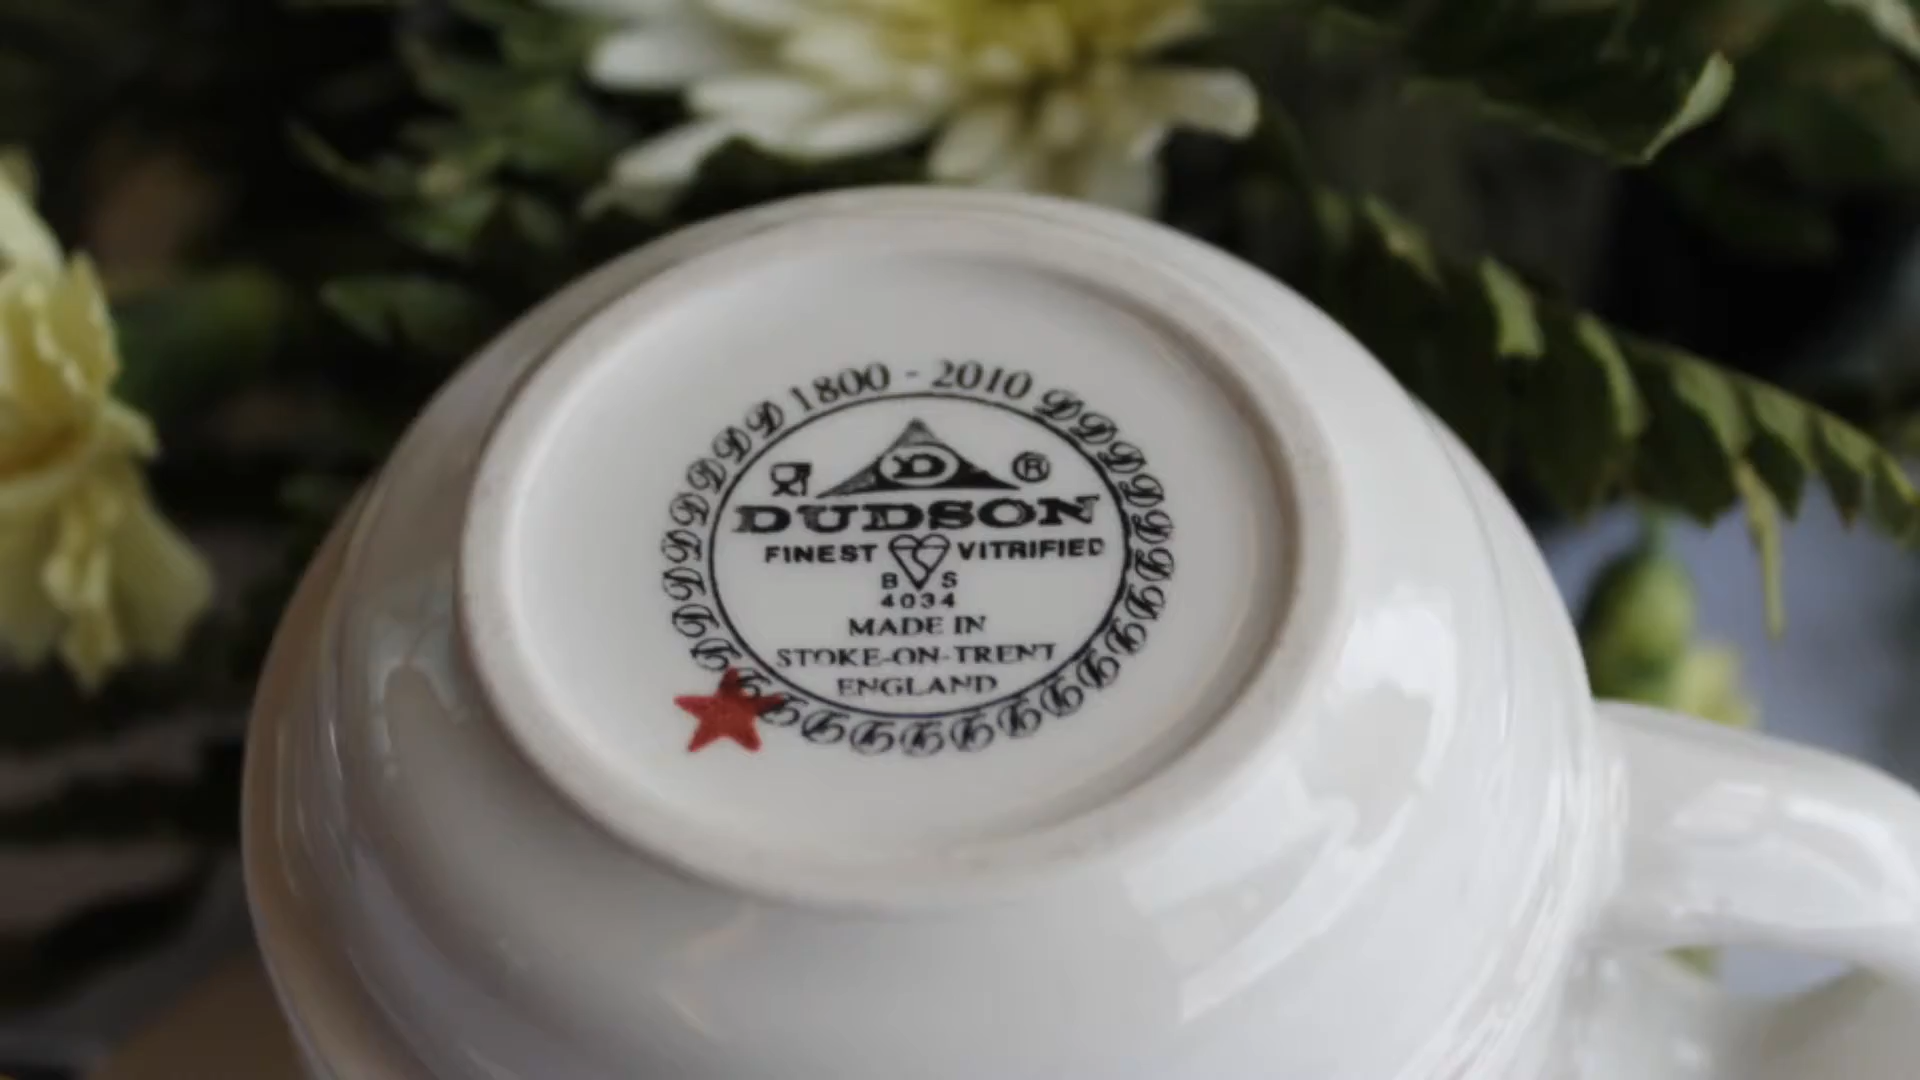 1800 - 2010
D
®
DUDSON
FINEST VITRIFIED
B S
4034
MADE IN
STOKE-ON-TRENT
ENGLAND